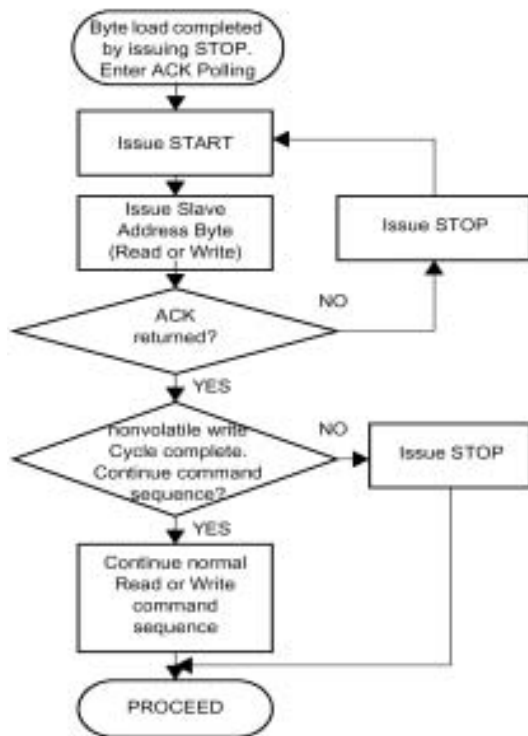 Byte load completed
by issuing STOP.
Enter ACK Polling
Issue START
Issue Slave
Address Byte
(Read or Write)
Issue STOP
NO
ACK
returned?
YES
nonvolatile write
Cycle complete.
Continue command
sequence?
NO
Issue STOP
YES
Continue normal
Read or Write
command
sequence
PROCEED